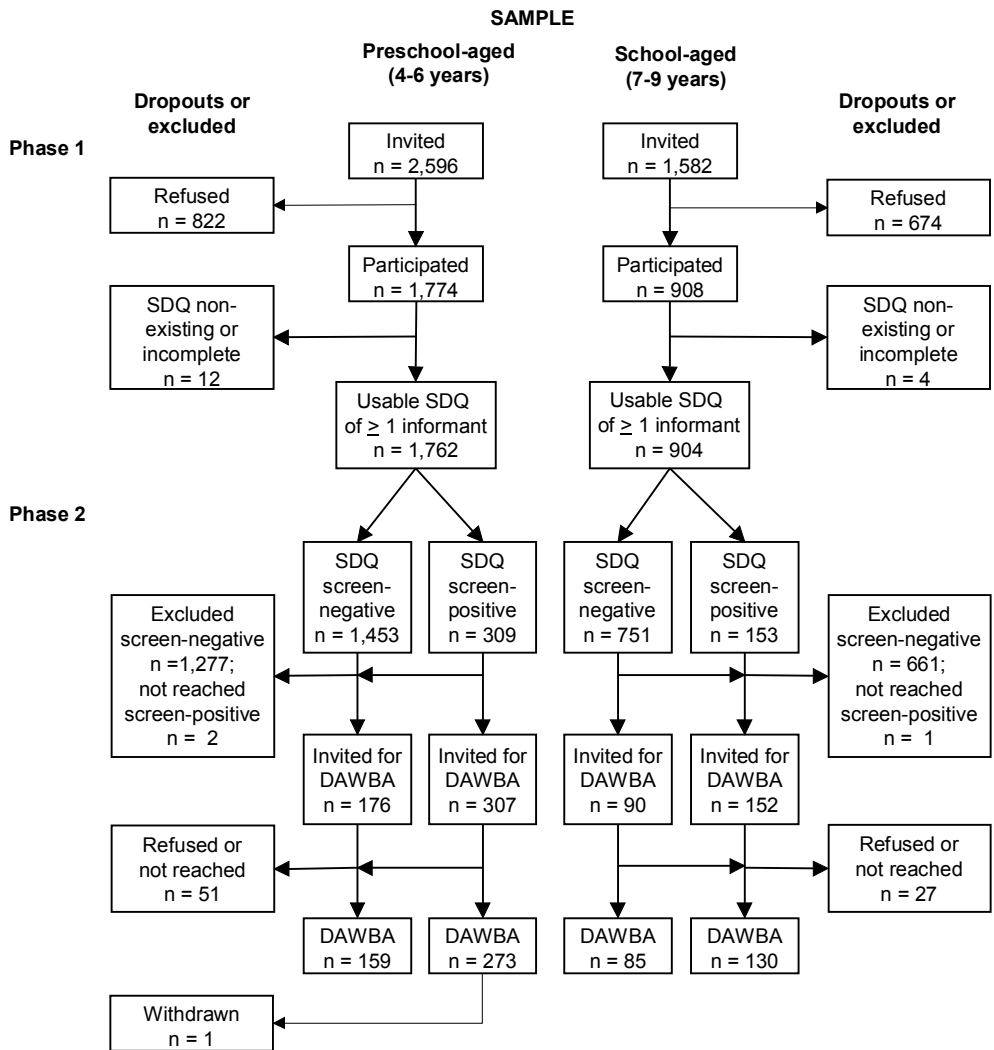 SAMPLE
Preschool-aged
(4-6 years)
School-aged
(7-9 years)
Dropouts or
excluded
Dropouts or
excluded
Phase 1
Invited
n = 2,596
Invited
n = 1,582
Refused
n = 822
Refused
n = 674
Participated
n = 1,774
Participated
n = 908
SDQ non-
existing or
incomplete
n = 12
SDQ non-
existing or
incomplete
n = 4
Usable SDQ
of ≥ 1 informant
n = 1,762
Usable SDQ
of ≥ 1 informant
n = 904
Phase 2
SDQ
screen-
negative
n = 1,453
SDQ
screen-
positive
n = 309
SDQ
screen-
negative
n = 751
SDQ
screen-
positive
n = 153
Excluded
screen-negative
n =1,277;
not reached
screen-positive
n = 2
Excluded
screen-negative
n = 661;
not reached
screen-positive
n = 1
Invited for
DAWBA
n = 176
Invited for
DAWBA
n = 307
Invited for
DAWBA
n = 90
Invited for
DAWBA
n = 152
Refused or
not reached
n = 51
Refused or
not reached
n = 27
DAWBA
n = 159
DAWBA
n = 273
DAWBA
n = 85
DAWBA
n = 130
Withdrawn
n = 1